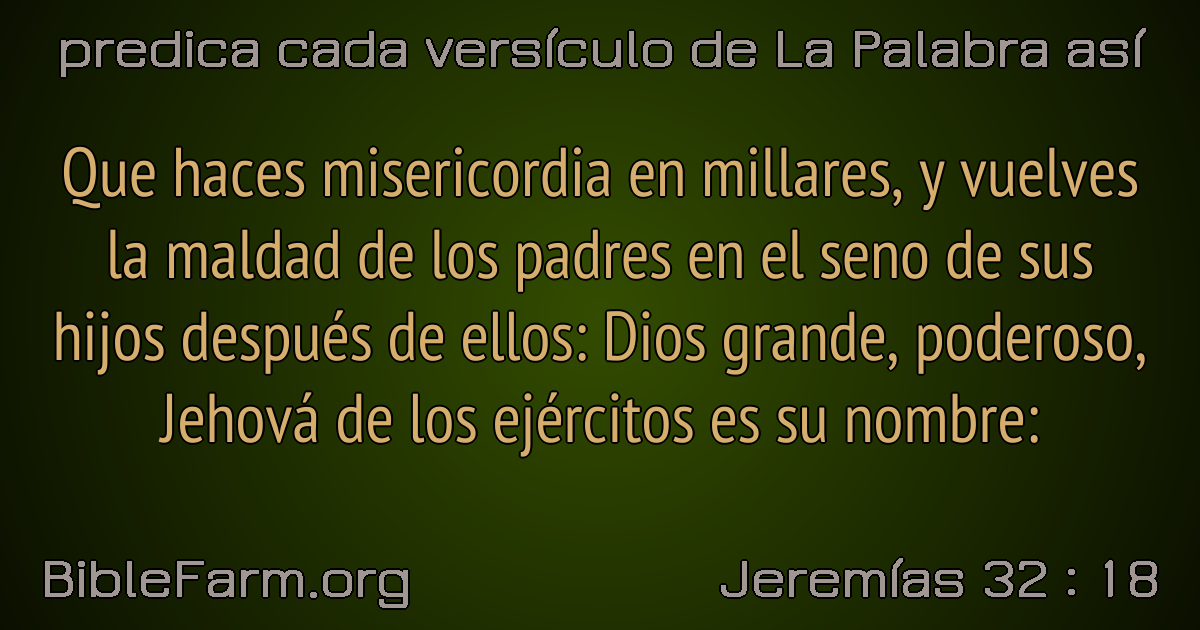 predica cada versículo de La Palabra así
Que haces misericordia en millares, y vuelves
la maldad de los padres en el seno de sus
hijos después de ellos: Dios grande, poderoso,
Jehová de los ejércitos es su nombre:
BibleFarm.org
Jeremías 32 : 18